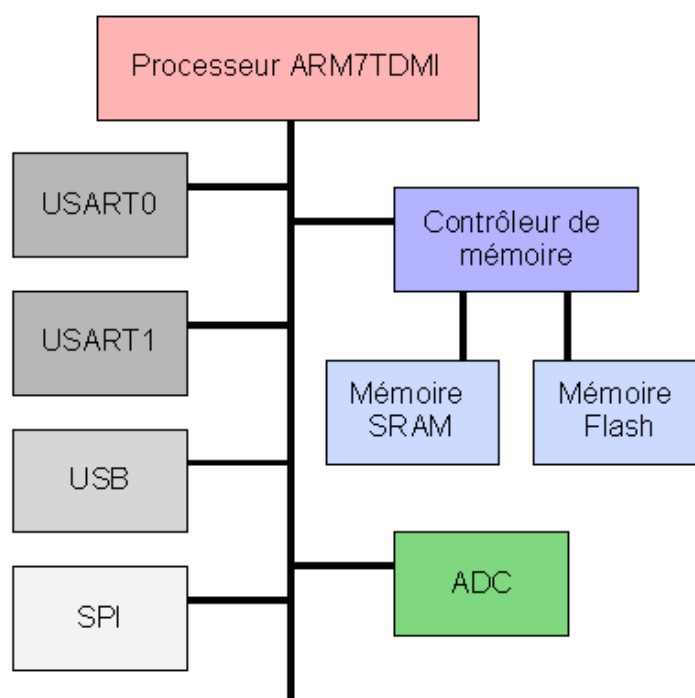 Processeur ARM7TDMI
USART0
Contrôleur de
mémoire
USART1
Mémoire
SRAM
Mémoire
Flash
USB
ADC
SPI